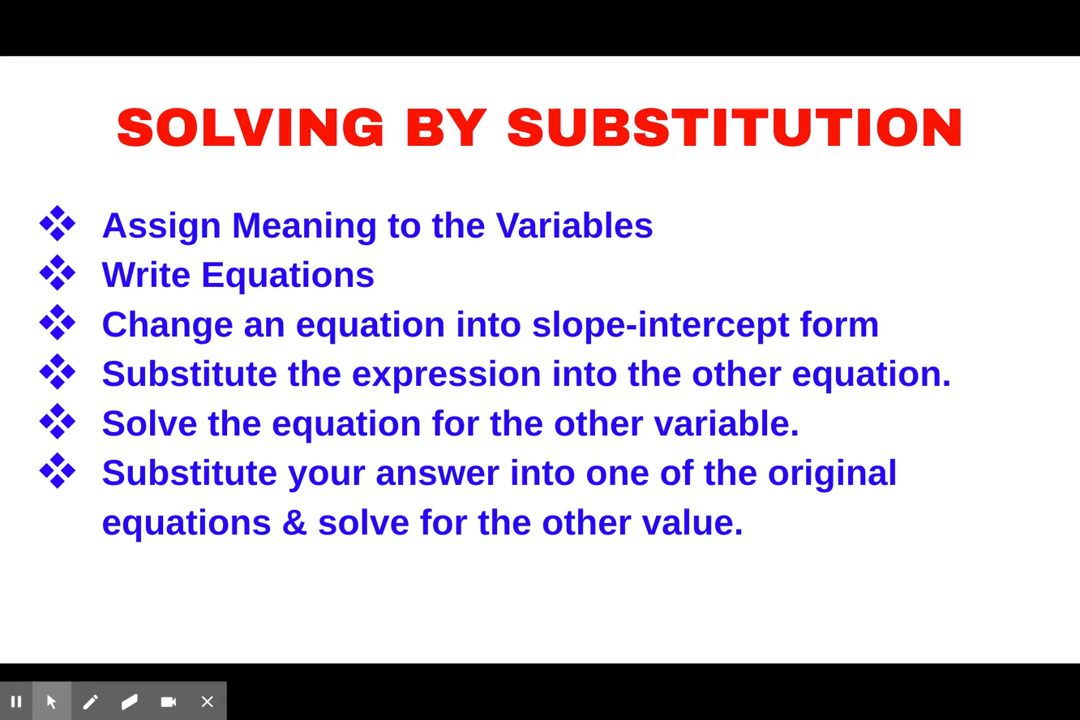 SOLVING BY SUBSTITUTION
❖ Assign Meaning to the Variables
❖ Write Equations
❖ Change an equation into slope-intercept form
❖ Substitute the expression into the other equation.
❖ Solve the equation for the other variable.
❖ Substitute your answer into one of the original
equations & solve for the other value.